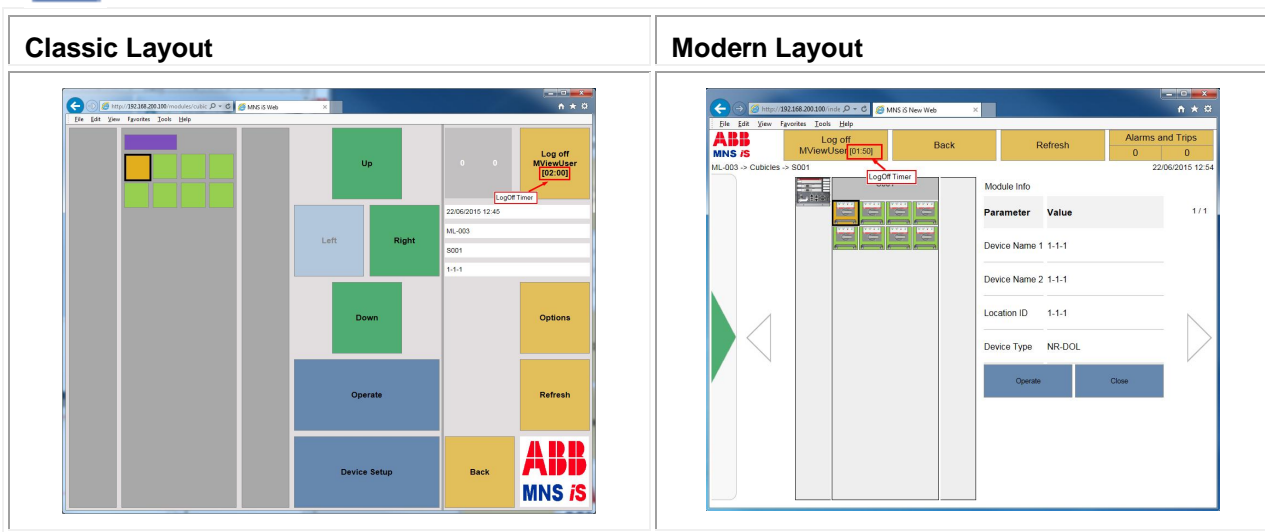 Classic Layout
Modern Layout
http://192.168.200.100/modules/cubic
MNS iS Web
File Edit View Favorites Tools Help
Up
0 0
Log off
MViewUser
[02:00]
LogOff Timer
22/06/2015 12:45
Left
Right
ML-003
S001
1-1-1
Down
Options
Operate
Refresh
Device Setup
Back
ABB
MNS iS
http://192.168.200.100/inde
MNS iS New Web
File Edit View Favorites Tools Help
ABB
MNS iS
Log off
MViewUser [01:50]
Back
Refresh
Alarms and Trips
0 0
ML-003 -> Cubicles -> S001
LogOff Timer
22/06/2015 12:54
Module Info
Parameter Value
1 / 1
Device Name 1 1-1-1
Device Name 2 1-1-1
Location ID 1-1-1
Device Type NR-DOL
Operate
Close